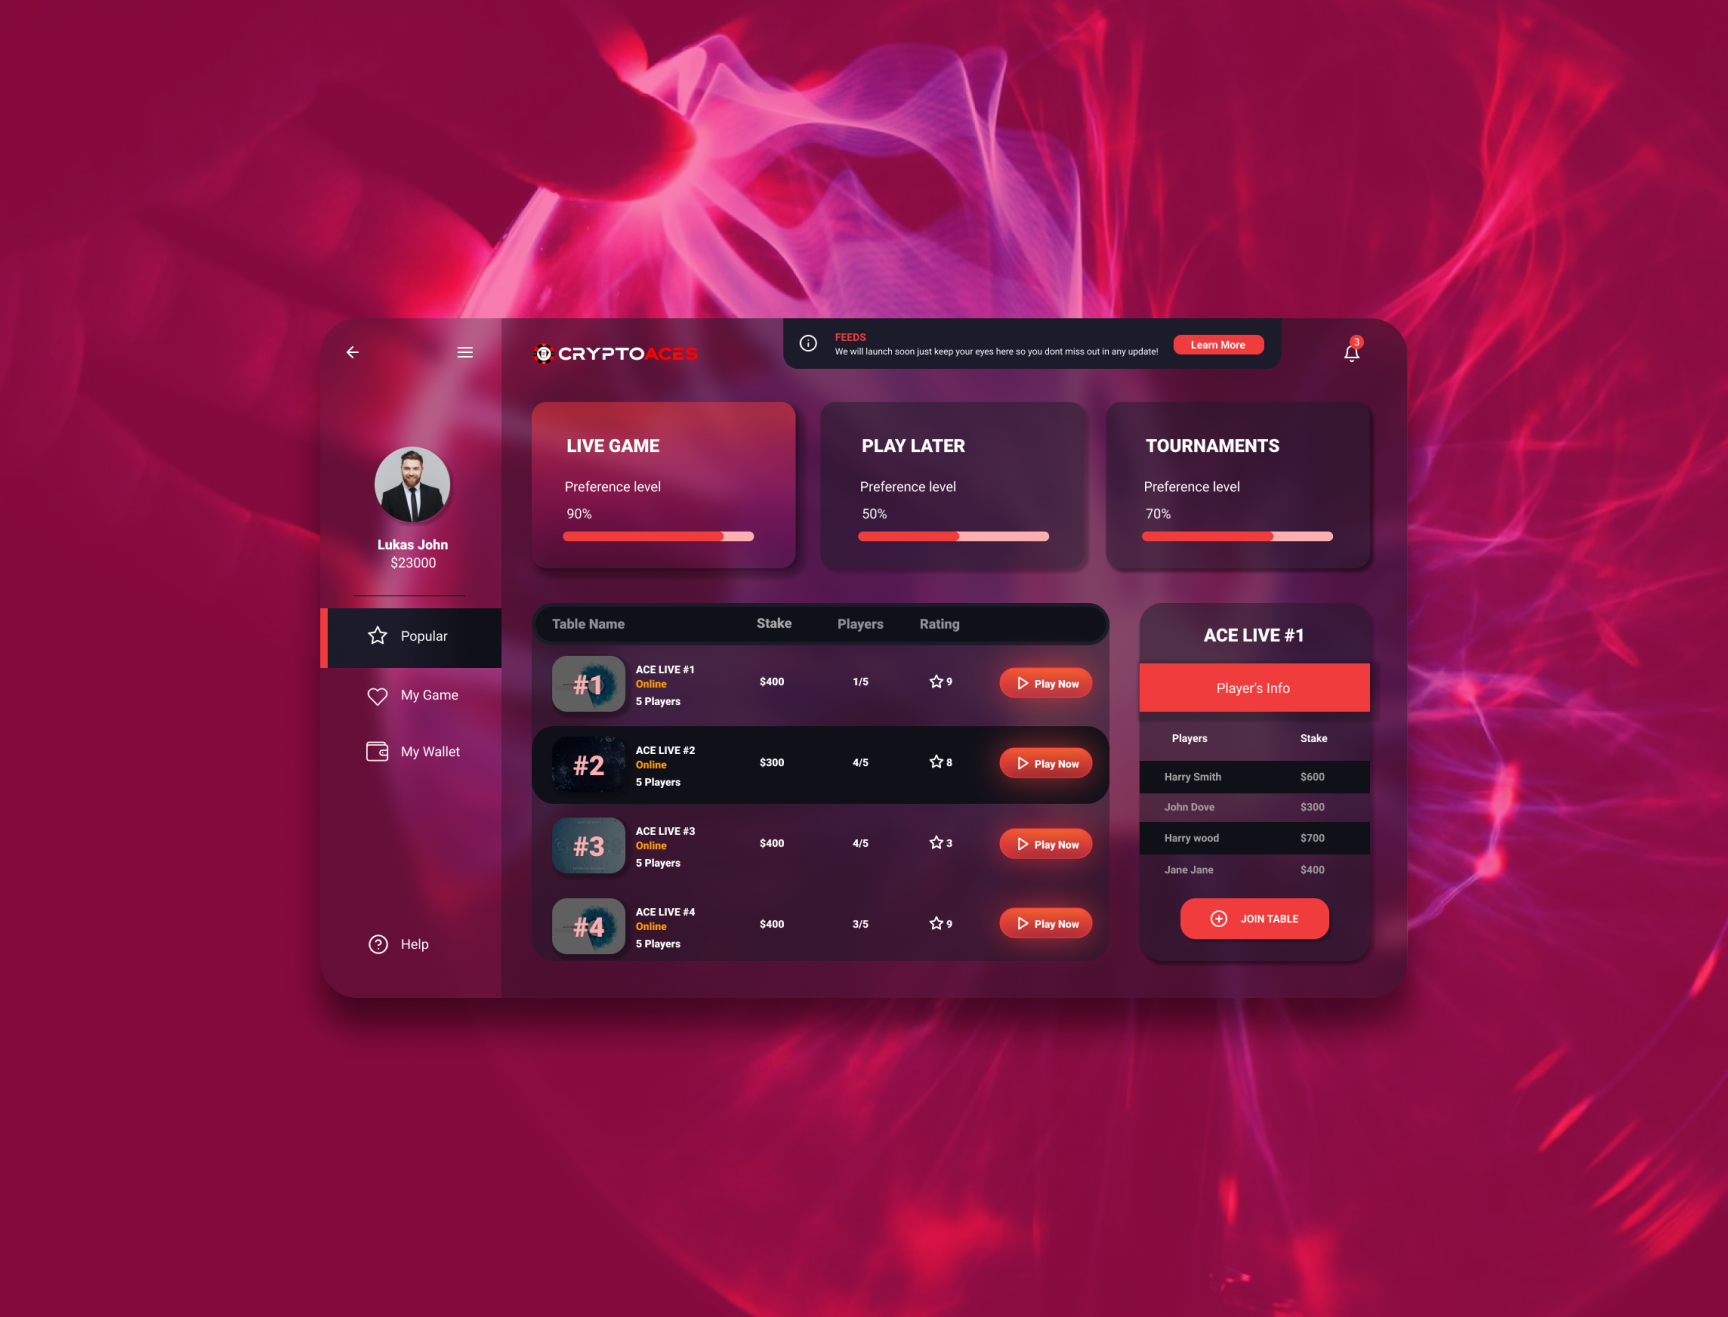 CRYPTOACES
FEEDS
We will launch soon just keep your eyes here so you dont miss out in any update!
Learn More
3
Lukas John
$23000
Popular
My Game
My Wallet
Help
LIVE GAME
Preference level
90%
PLAY LATER
Preference level
50%
TOURNAMENTS
Preference level
70%
Table Name Stake Players Rating
#1
ACE LIVE #1
Online
5 Players
$400 1/5 9 Play Now
#2
ACE LIVE #2
Online
5 Players
$300 4/5 8 Play Now
#3
ACE LIVE #3
Online
5 Players
$400 4/5 3 Play Now
#4
ACE LIVE #4
Online
5 Players
$400 3/5 9 Play Now
ACE LIVE #1
Player's Info
Players Stake
Harry Smith $600
John Dove $300
Harry wood $700
Jane Jane $400
JOIN TABLE